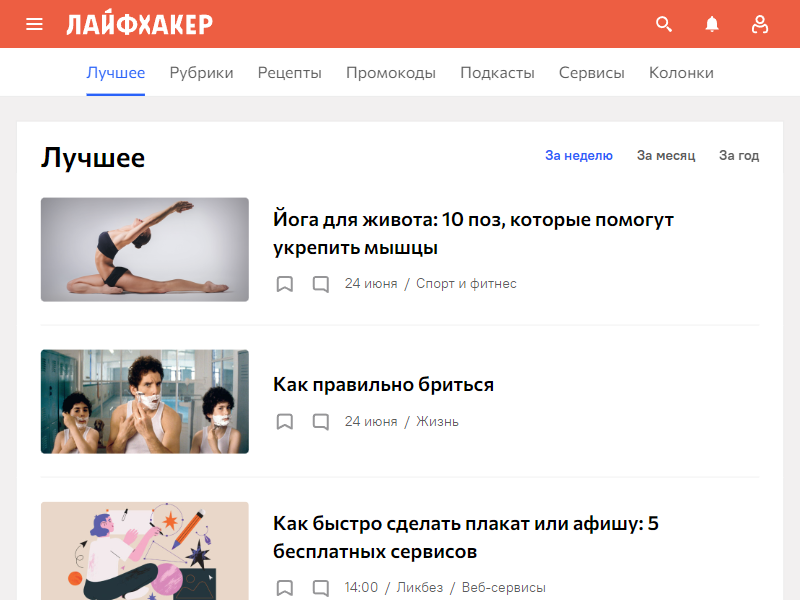 ЛАЙФХАКЕР
Лучшее Рубрики Рецепты Промокоды Подкасты Сервисы Колонки
Лучшее
За неделю За месяц За год
Йога для живота: 10 поз, которые помогут
укрепить мышцы
24 июня / Спорт и фитнес
Как правильно бриться
24 июня / Жизнь
Как быстро сделать плакат или афишу: 5
бесплатных сервисов
14:00 / Ликбез / Веб-сервисы